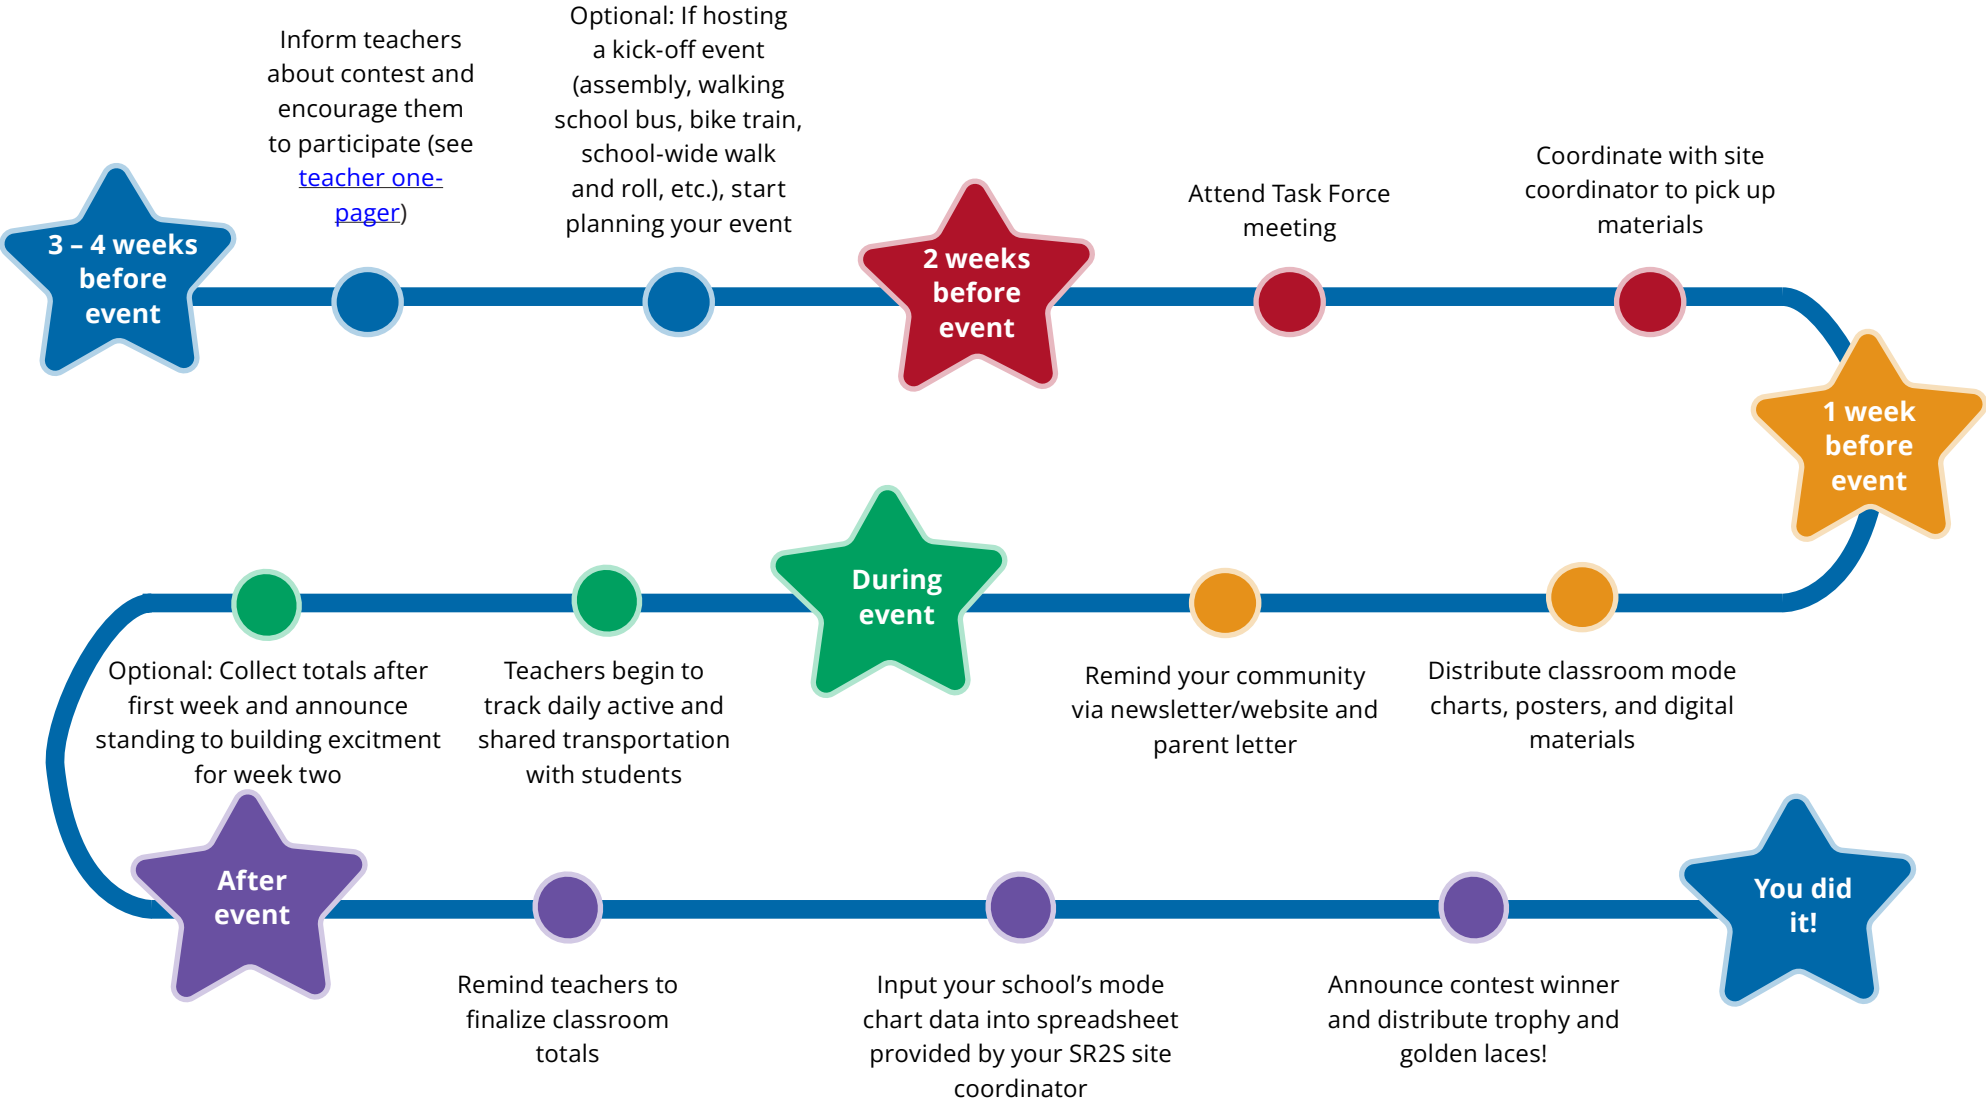 3 – 4 weeks
before
event
Inform teachers
about contest and
encourage them
to participate (see
teacher one-
pager)
Optional: If hosting
a kick-off event
(assembly, walking
school bus, bike train,
school-wide walk
and roll, etc.), start
planning your event
2 weeks
before
event
Attend Task Force
meeting
Coordinate with site
coordinator to pick up
materials
1 week
before
event
Distribute classroom mode
charts, posters, and digital
materials
Remind your community
via newsletter/website and
parent letter
During
event
Teachers begin to
track daily active and
shared transportation
with students
Optional: Collect totals after
first week and announce
standing to building excitment
for week two
After
event
Remind teachers to
finalize classroom
totals
Input your school’s mode
chart data into spreadsheet
provided by your SR2S site
coordinator
Announce contest winner
and distribute trophy and
golden laces!
You did
it!